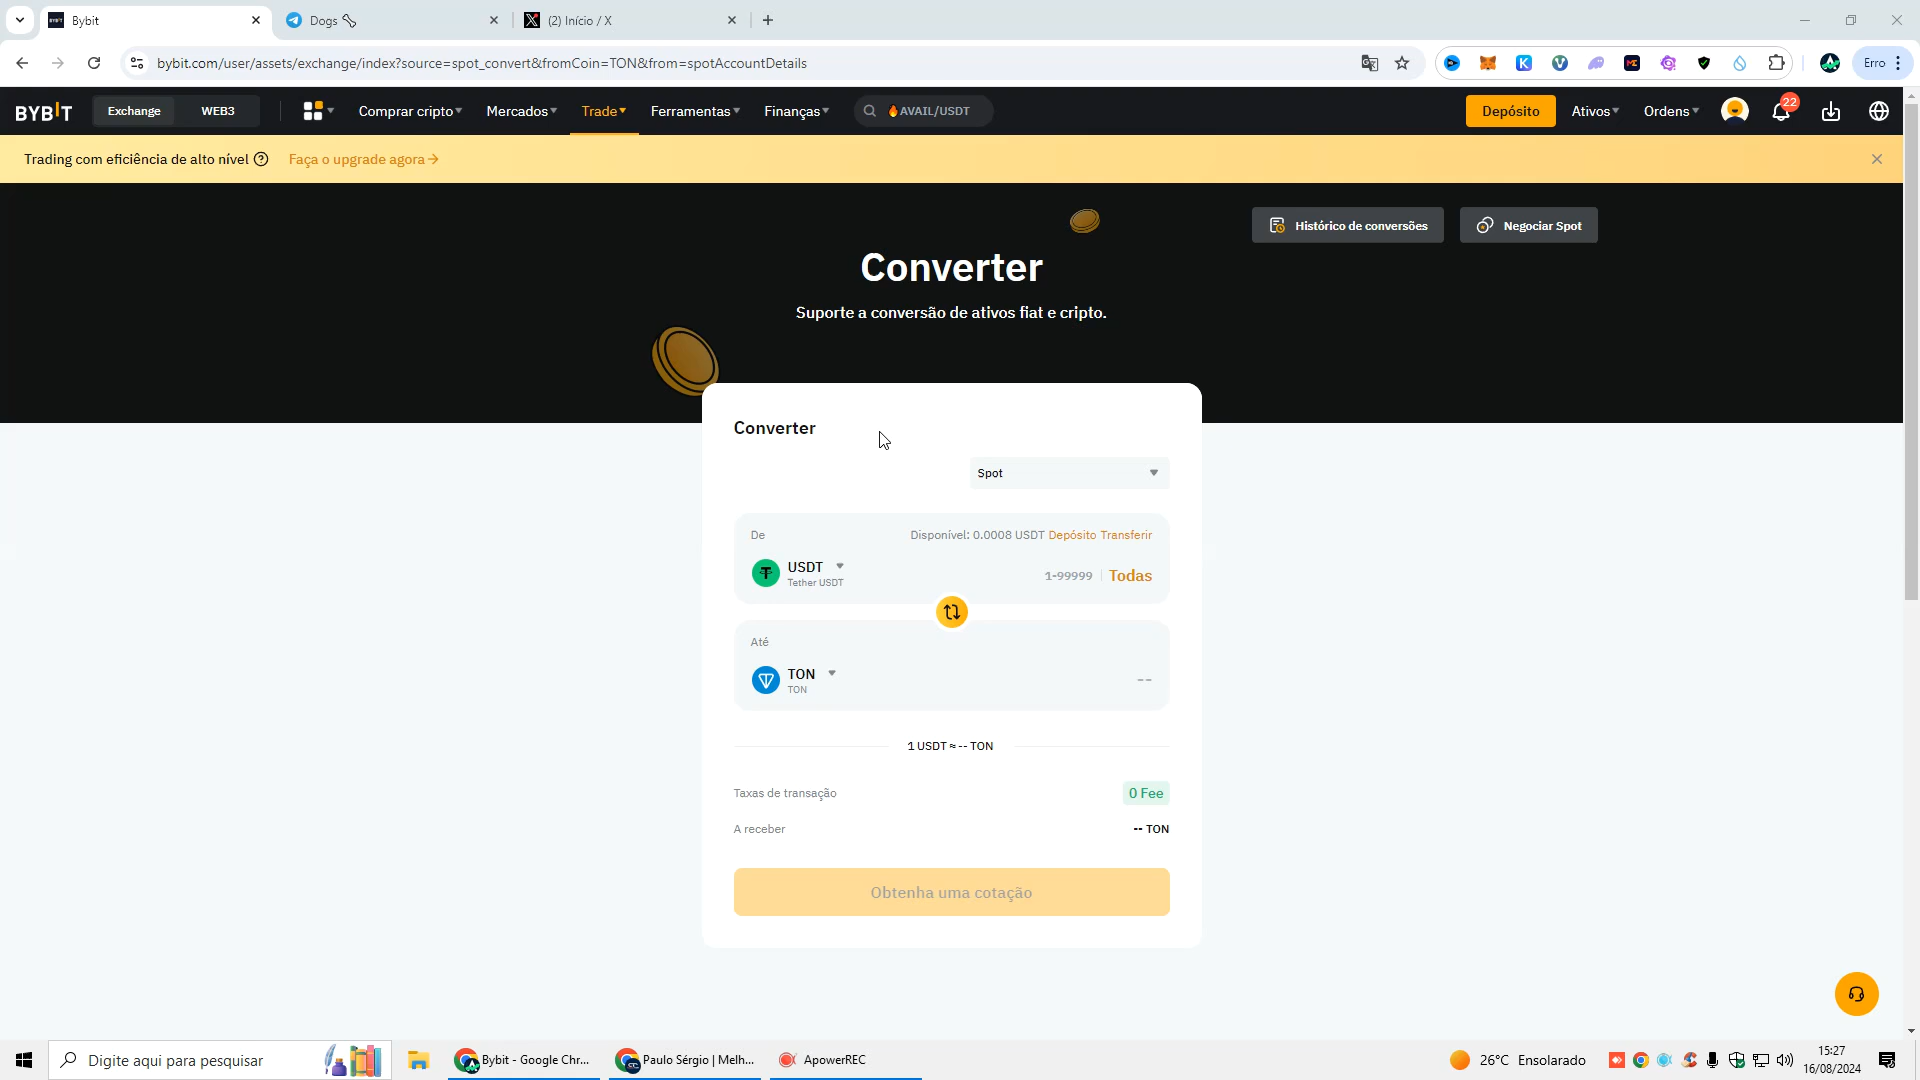 Bybit
Dogs 🦴
(2) Início / X
bybit.com/user/assets/exchange/index?source=spot_convert&fromCoin=TON&from=spotAccountDetails
Erro
BYBIT
Exchange
WEB3
Comprar cripto
Mercados
Trade
Ferramentas
Finanças
🔥AVAIL/USDT
Depósito
Ativos
Ordens
22
Trading com eficiência de alto nível
Faça o upgrade agora→
Histórico de conversões
Negociar Spot
Converter
Suporte a conversão de ativos fiat e cripto.
Converter
Spot
De
Disponível: 0.0008 USDT Depósito Transferir
USDT
Tether USDT
1-99999
Todas
Até
TON
TON
--
1 USDT ≈ -- TON
Taxas de transação
0 Fee
A receber
-- TON
Obtenha uma cotação
Digite aqui para pesquisar
Bybit - Google Chr...
Paulo Sérgio | Melh...
ApowerREC
26°C Ensolarado
15:27
16/08/2024